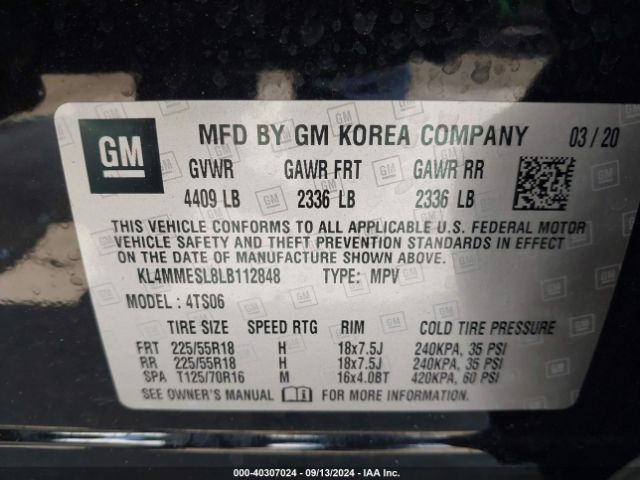 GM MFD BY GM KOREA COMPANY 03 / 20
GVWR GAWR FRT GAWR RR
4409 LB 2336 LB 2336 LB
THIS VEHICLE CONFORMS TO ALL APPLICABLE U.S. FEDERAL MOTOR
VEHICLE SAFETY AND THEFT PREVENTION STANDARDS IN EFFECT
ON THE DATE OF MANUFACTURE SHOWN ABOVE.
KL4MMESL8LB112848 TYPE: MPV
MODEL : 4TS06
TIRE SIZE SPEED RTG RIM COLD TIRE PRESSURE
FRT 225/55R18 H 18x7.5J 240KPA, 35 PSI
RR 225/55R18 H 18x7.5J 240KPA, 35 PSI
SPA T125/70R16 M 16x4.0BT 420KPA, 60 PSI
SEE OWNER'S MANUAL FOR MORE INFORMATION.
000-40307024 | 09/13/2024 | IAA Inc.